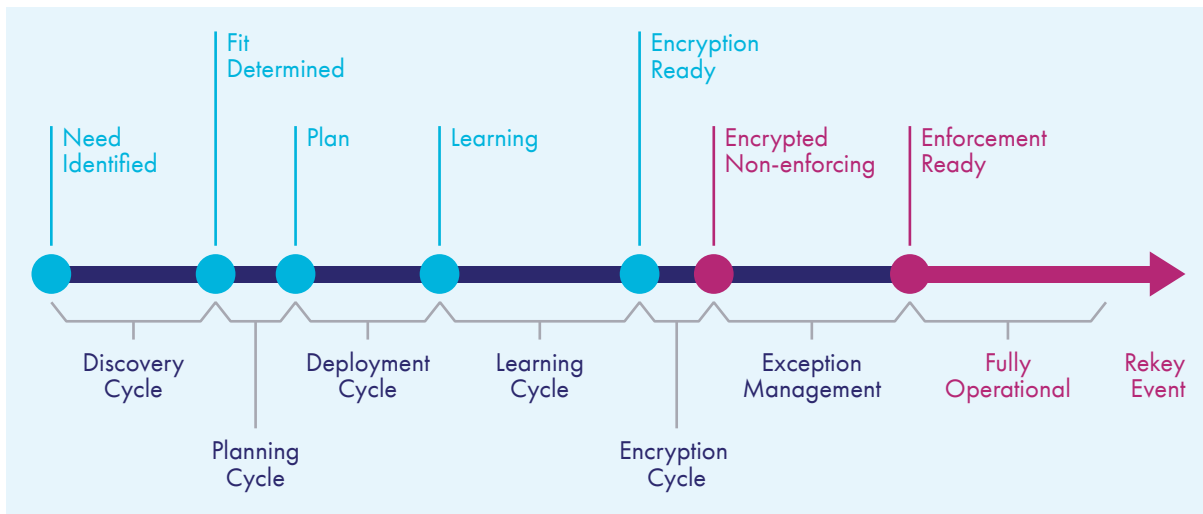 Fit
Determined
Encryption
Ready
Need
Identified
Plan
Learning
Encrypted
Non-enforcing
Enforcement
Ready
Discovery
Cycle
Deployment
Cycle
Learning
Cycle
Exception
Management
Fully
Operational
Rekey
Event
Planning
Cycle
Encryption
Cycle